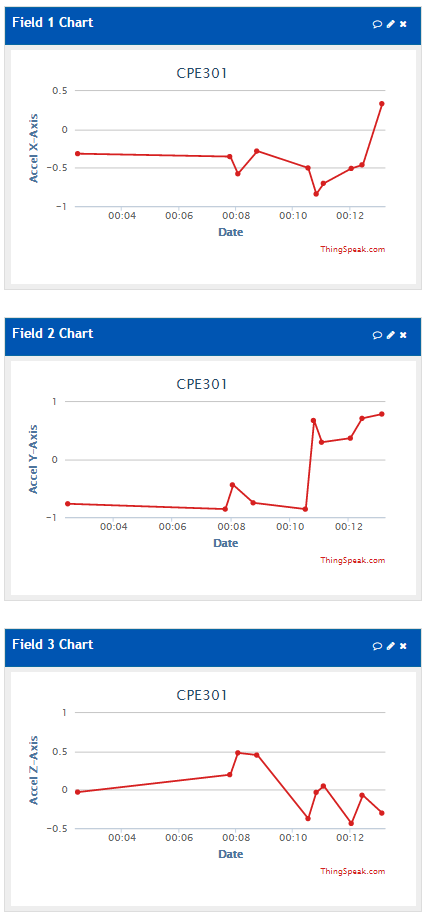 Field 1 Chart
CPE301
Accel X-Axis
0.5
0
−0.5
−1
00:04 00:06 00:08 00:10 00:12
Date
ThingSpeak.com
Field 2 Chart
CPE301
Accel Y-Axis
1
0
−1
00:04 00:06 00:08 00:10 00:12
Date
ThingSpeak.com
Field 3 Chart
CPE301
Accel Z-Axis
1
0.5
0
−0.5
00:04 00:06 00:08 00:10 00:12
Date
ThingSpeak.com